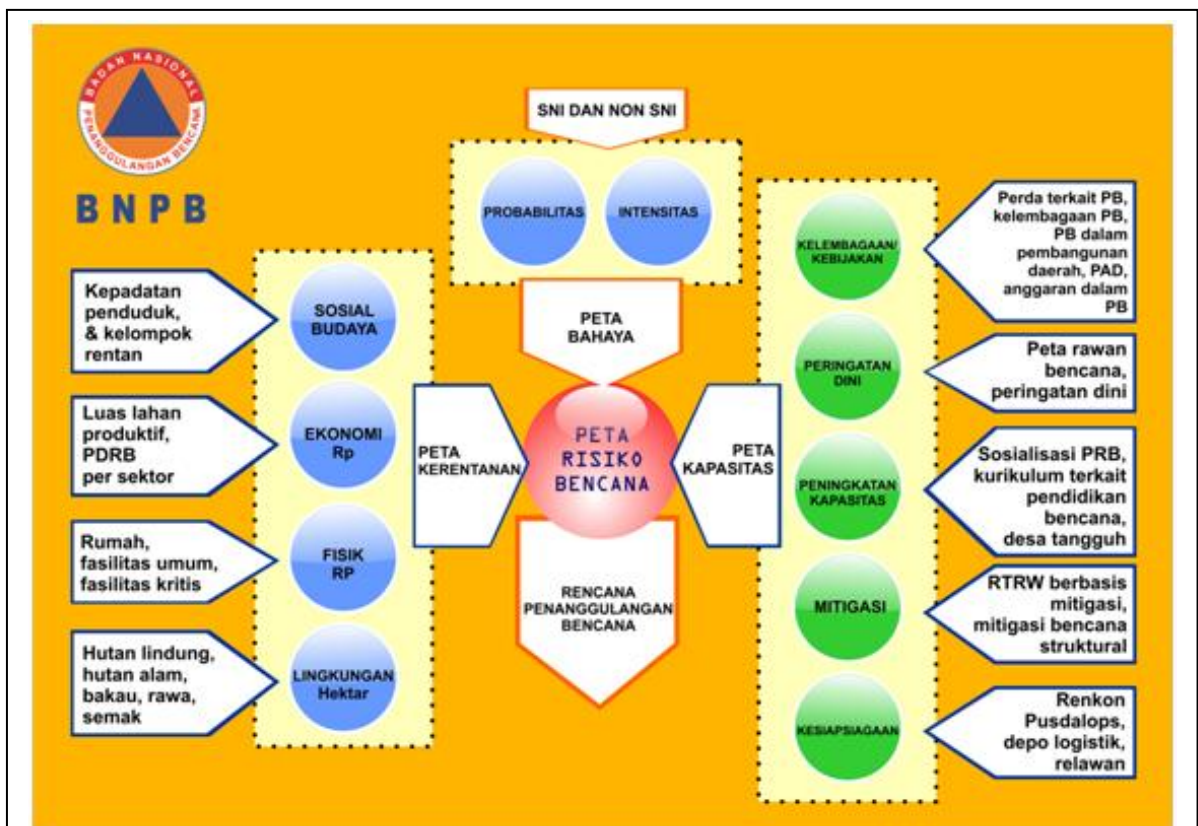 BADAN NASIONAL
PENANGGULANGAN BENCANA
BNPB
SNI DAN NON SNI
PROBABILITAS
INTENSITAS
PETA
BAHAYA
Kepadatan
penduduk,
& kelompok
rentan
Luas lahan
produktif,
PDRB
per sektor
Rumah,
fasilitas umum,
fasilitas kritis
Hutan lindung,
hutan alam,
bakau, rawa,
semak
SOSIAL
BUDAYA
EKONOMI
Rp
FISIK
RP
LINGKUNGAN
Hektar
PETA
KERENTANAN
PETA
RISIKO
BENCANA
PETA
KAPASITAS
RENCANA
PENANGGULANGAN
BENCANA
KELEMBAGAAN/
KEBIJAKAN
PERINGATAN
DINI
PENINGKATAN
KAPASITAS
MITIGASI
KESIAPSIAGAAN
Perda terkait PB,
kelembagaan PB,
PB dalam
pembangunan
daerah, PAD,
anggaran dalam
PB
Peta rawan
bencana,
peringatan dini
Sosialisasi PRB,
kurikulum terkait
pendidikan
bencana,
desa tangguh
RTRW berbasis
mitigasi,
mitigasi bencana
struktural
Renkon
Pusdalops,
depo logistik,
relawan